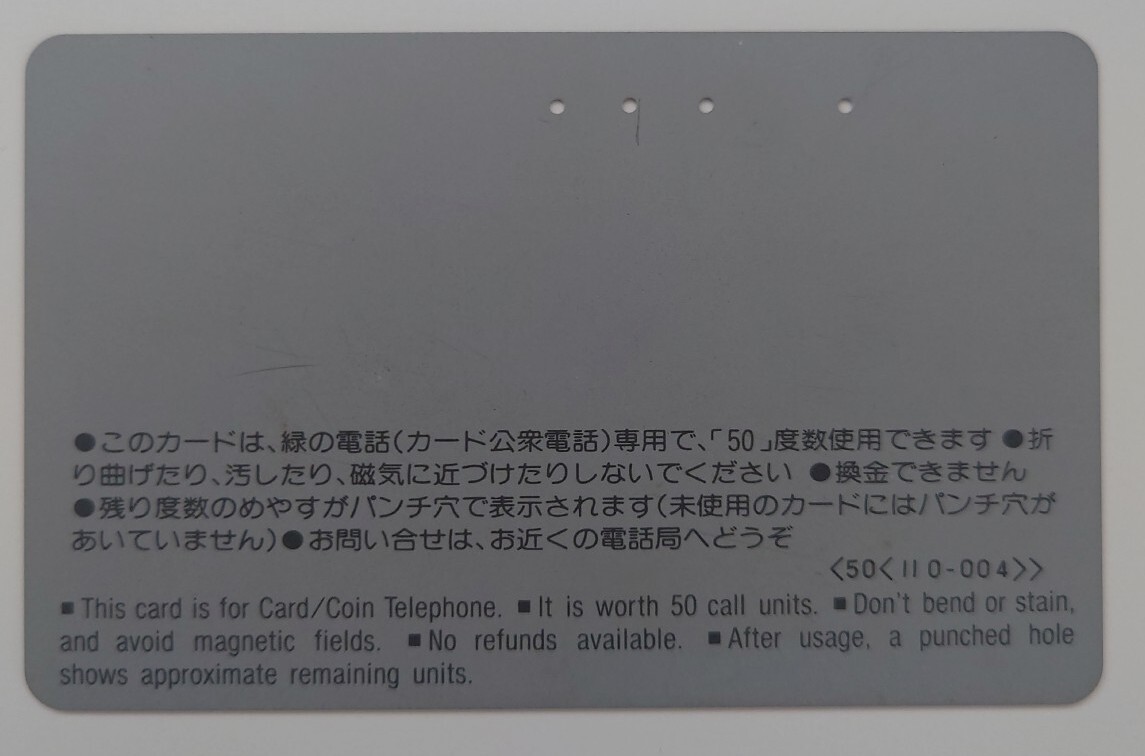 ●このカードは、緑の電話(カード公衆電話)専用で、「50」度数使用できます ●折
り曲げたり、汚したり、磁気に近づけたりしないでください ●換金できません
●残り度数のめやすがパンチ穴で表示されます(未使用のカードにはパンチ穴が
あいていません)●お問い合せは、お近くの電話局へどうぞ
〈50〈110-004〉〉
■This card is for Card/Coin Telephone. ■It is worth 50 call units. ■Don't bend or stain,
and avoid magnetic fields. ■No refunds available. ■After usage, a punched hole
shows approximate remaining units.